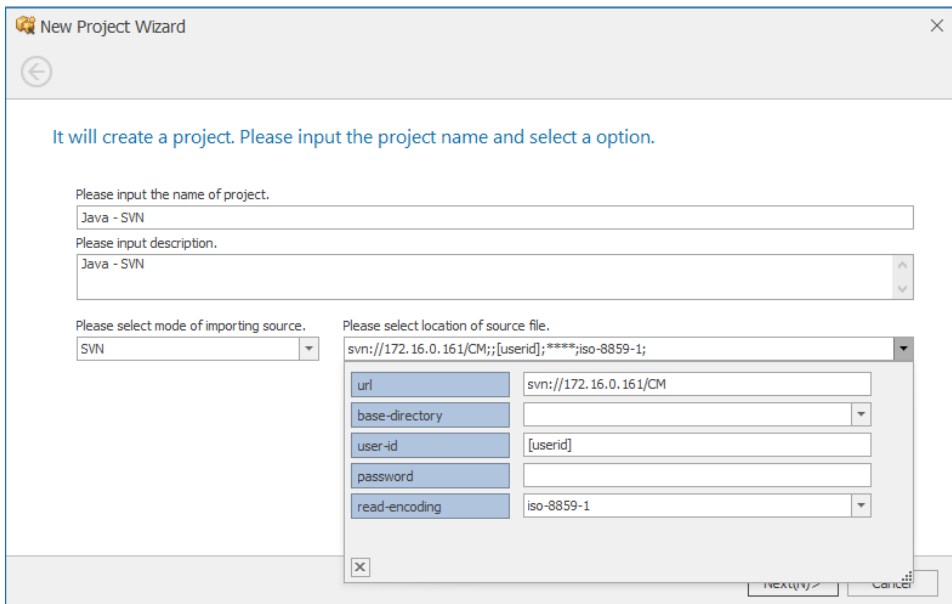 New Project Wizard
It will create a project. Please input the project name and select a option.
Please input the name of project.
Java - SVN
Please input description.
Java - SVN
Please select mode of importing source.
SVN
Please select location of source file.
svn://172.16.0.161/CM;;[userid];****;iso-8859-1;
url
svn://172.16.0.161/CM
base-directory
user-id
[userid]
password
read-encoding
iso-8859-1
Next(N)>
Cancel